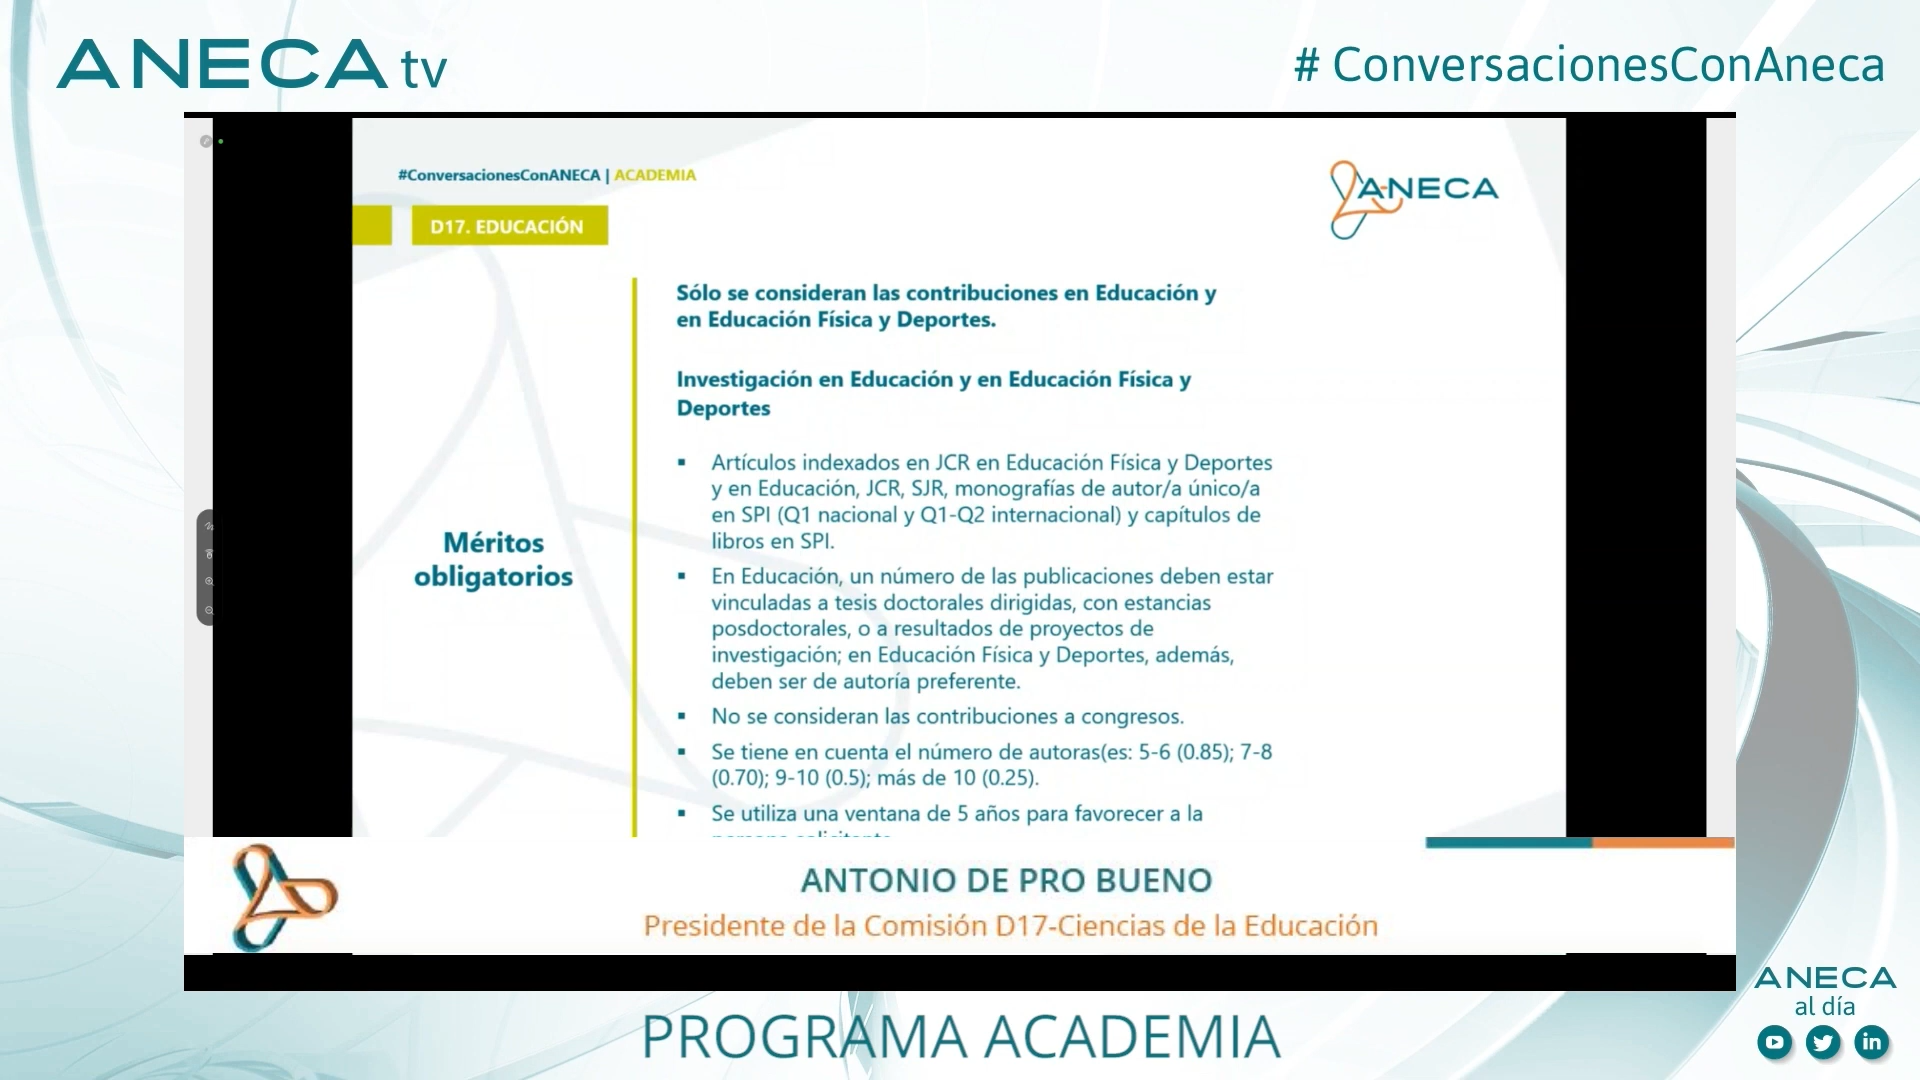 ANECA tv
# ConversacionesConAneca
#ConversacionesConANECA | ACADEMIA
ANECA
D17. EDUCACIÓN
Sólo se consideran las contribuciones en Educación y
en Educación Física y Deportes.
Investigación en Educación y en Educación Física y
Deportes
Méritos
obligatorios
▪ Artículos indexados en JCR en Educación Física y Deportes
y en Educación, JCR, SJR, monografías de autor/a único/a
en SPI (Q1 nacional y Q1-Q2 internacional) y capítulos de
libros en SPI.
▪ En Educación, un número de las publicaciones deben estar
vinculadas a tesis doctorales dirigidas, con estancias
posdoctorales, o a resultados de proyectos de
investigación; en Educación Física y Deportes, además,
deben ser de autoría preferente.
▪ No se consideran las contribuciones a congresos.
▪ Se tiene en cuenta el número de autoras(es: 5-6 (0.85); 7-8
(0.70); 9-10 (0.5); más de 10 (0.25).
▪ Se utiliza una ventana de 5 años para favorecer a la
ANTONIO DE PRO BUENO
Presidente de la Comisión D17-Ciencias de la Educación
PROGRAMA ACADEMIA
ANECA
al día